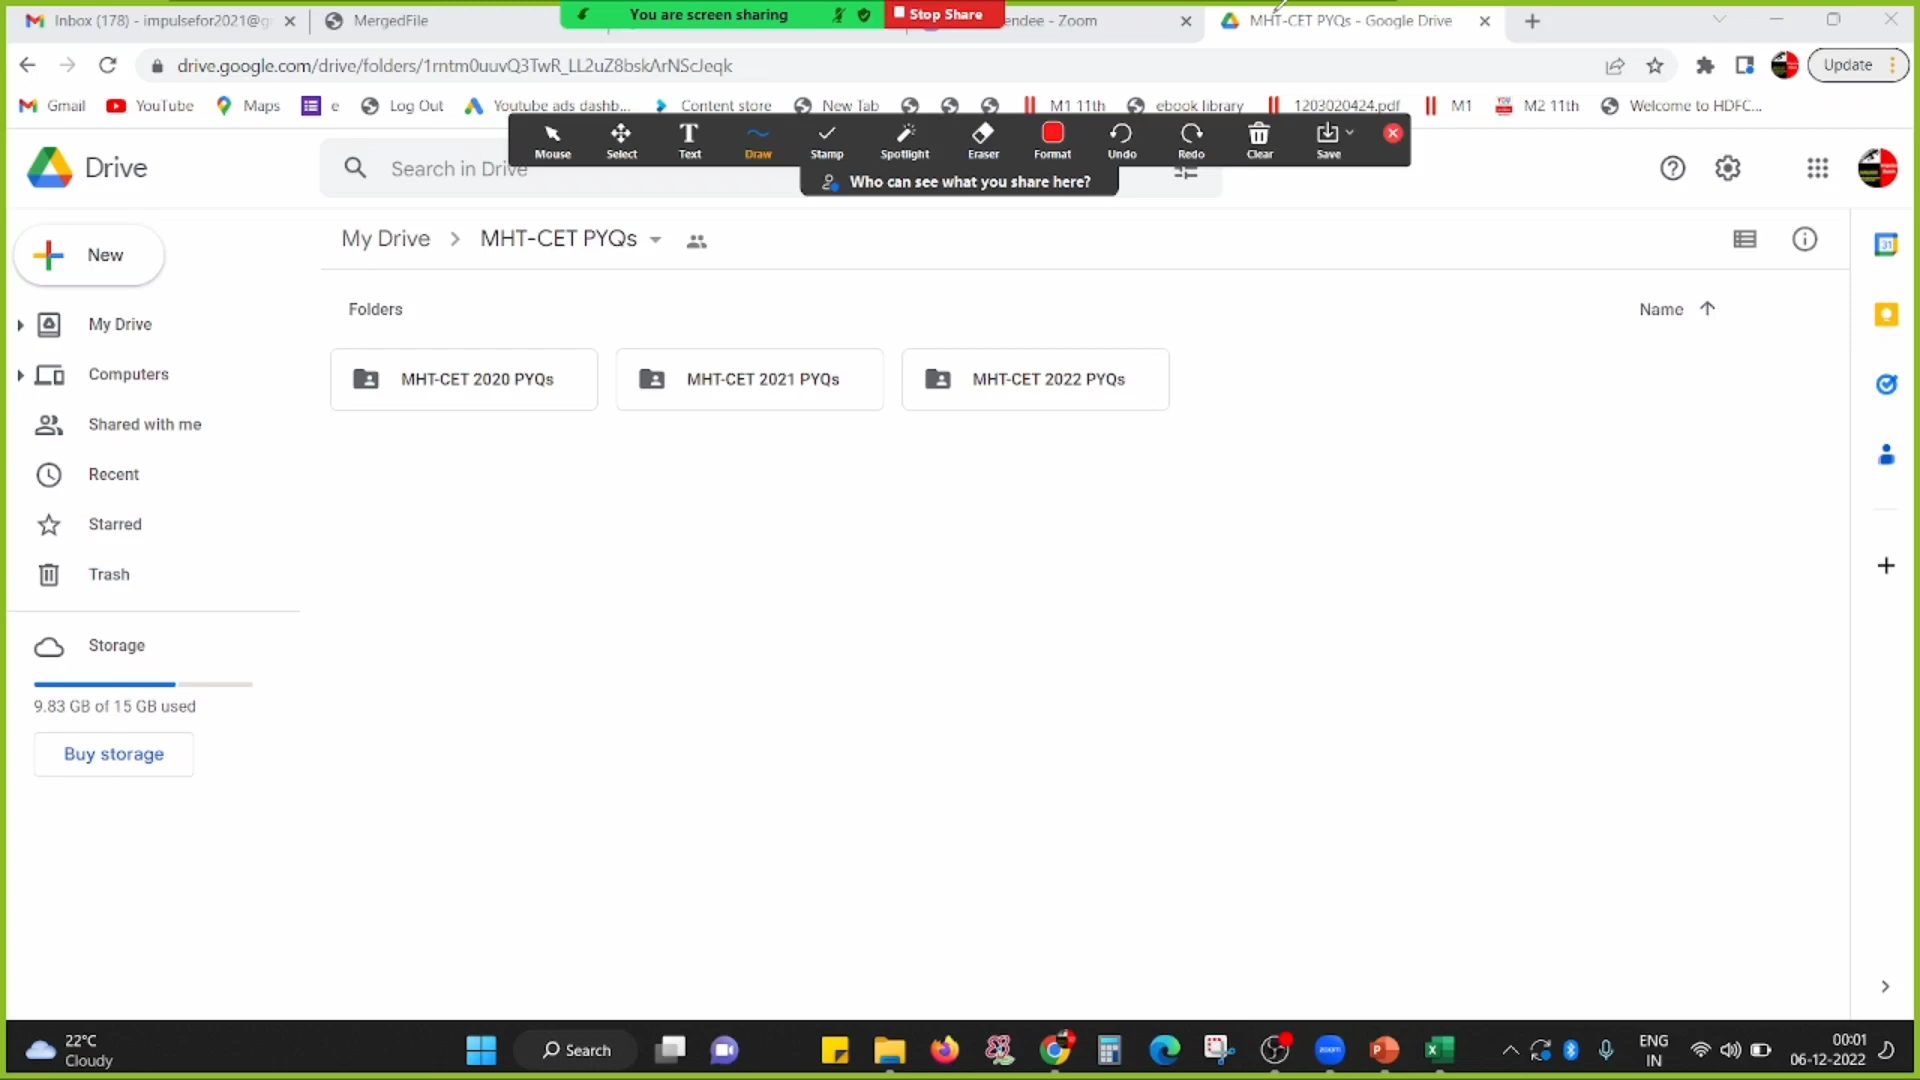 Inbox (178) - impulsefor2021@g
MergedFile
You are screen sharing
Stop Share
endee - Zoom
MHT-CET PYQs - Google Drive
drive.google.com/drive/folders/1rntm0uuvQ3TwR_LL2uZ8bskArNScJeqk
Update
Gmail
YouTube
Maps
e
Log Out
Youtube ads dashb...
Content store
New Tab
M1 11th
ebook library
1203020424.pdf
M1
M2 11th
Welcome to HDFC...
Mouse
Select
Text
Draw
Stamp
Spotlight
Eraser
Format
Undo
Redo
Clear
Save
Who can see what you share here?
Drive
Search in Drive
New
My Drive
MHT-CET PYQs
Folders
Name
MHT-CET 2020 PYQs
MHT-CET 2021 PYQs
MHT-CET 2022 PYQs
My Drive
Computers
Shared with me
Recent
Starred
Trash
Storage
9.83 GB of 15 GB used
Buy storage
31
22°C
Cloudy
Search
zoom
ENG
IN
00:01
06-12-2022